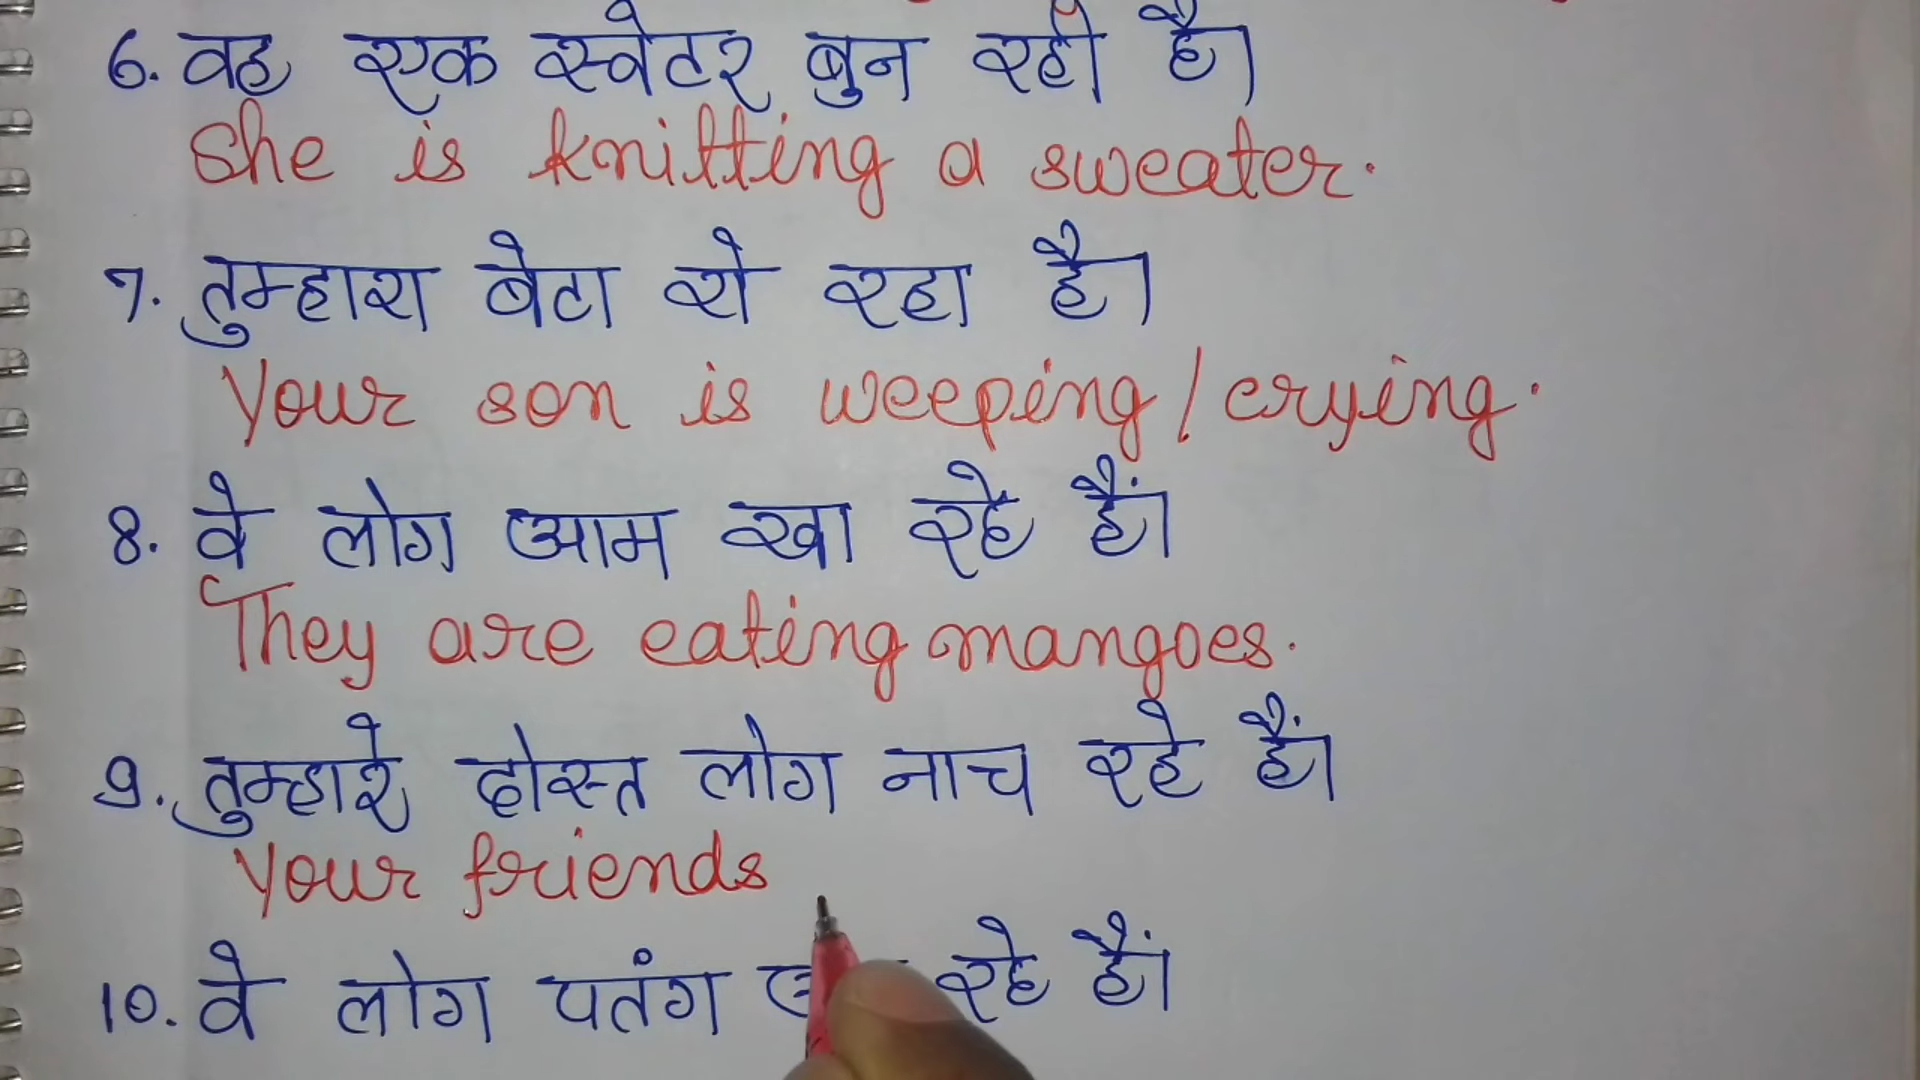 6. वह एक स्वेटर बुन रही है।
She is knitting a sweater.
7. तुम्हारा बेटा रो रहा है।
Your son is weeping/crying.
8. वे लोग आम खा रहे हैं।
They are eating mangoes.
9. तुम्हारे दोस्त लोग नाच रहे हैं।
Your friends
10. वे लोग पतंग रहे हैं।